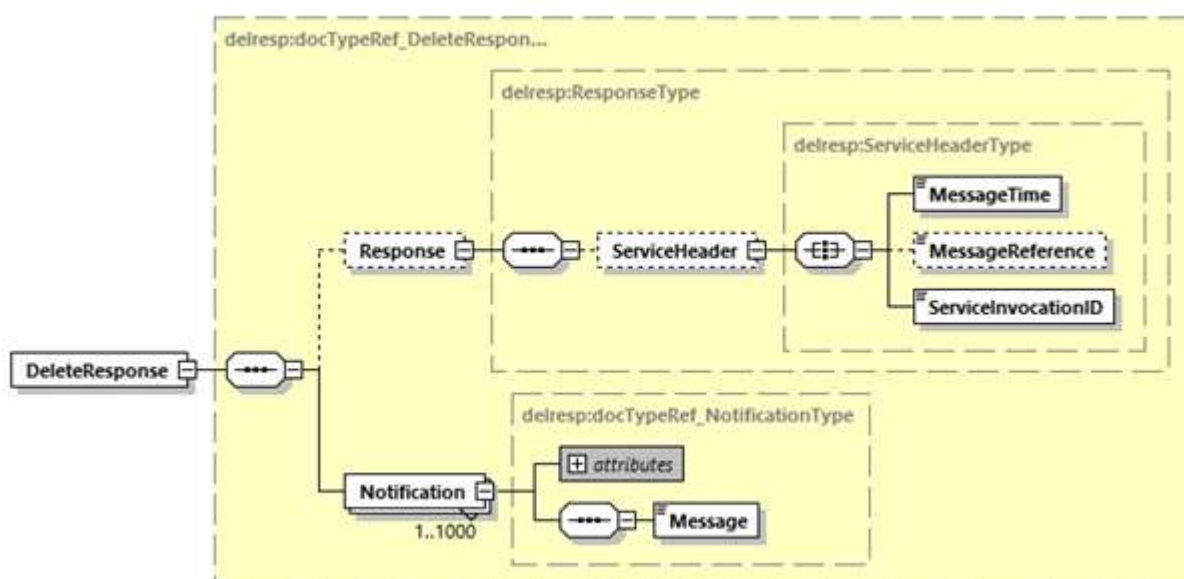 delresp:docTypeRef_DeleteRespon...
delresp:ResponseType
delresp:ServiceHeaderType
MessageTime
Response
ServiceHeader
MessageReference
ServiceInvocationID
DeleteResponse
delresp:docTypeRef_NotificationType
attributes
Notification
Message
1..1000